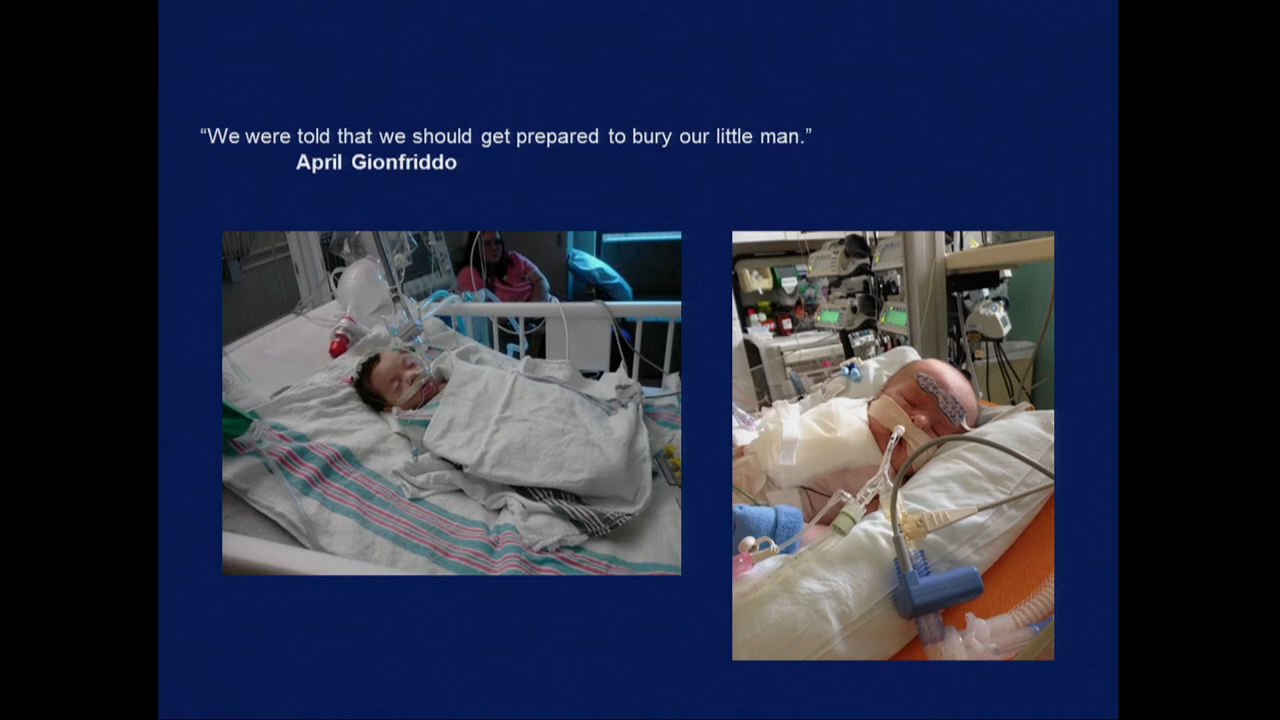 “We were told that we should get prepared to bury our little man.”
April Gionfriddo